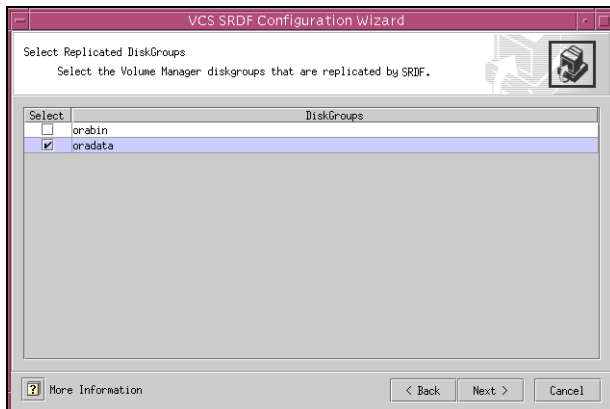 VCS SRDF Configuration Wizard
Select Replicated DiskGroups
Select the Volume Manager diskgroups that are replicated by SRDF.
Select DiskGroups
orabin
oradata
? More Information < Back Next > Cancel